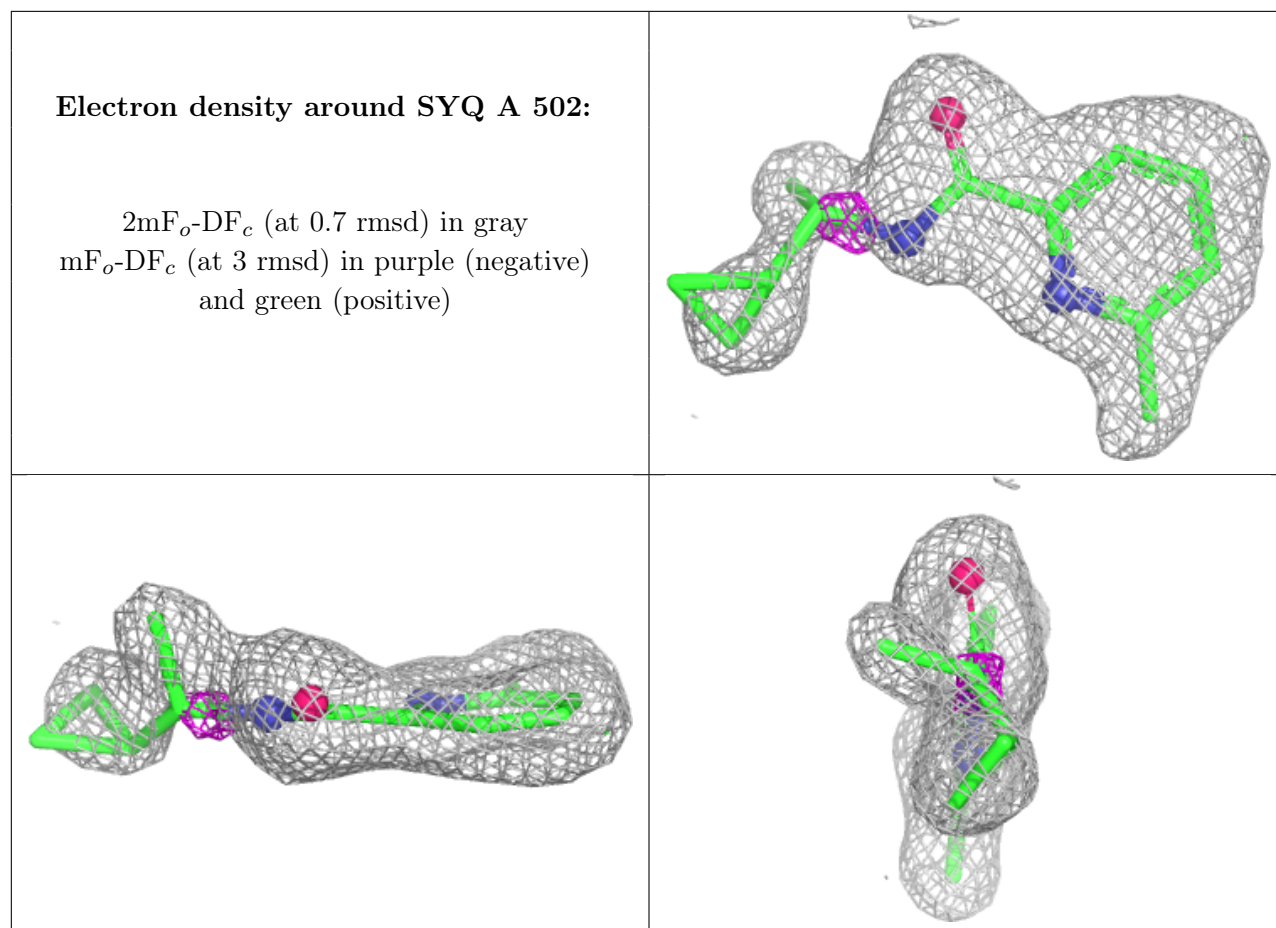 Electron density around SYQ A 502:
2mFo-DFc (at 0.7 rmsd) in gray
mFo-DFc (at 3 rmsd) in purple (negative)
and green (positive)